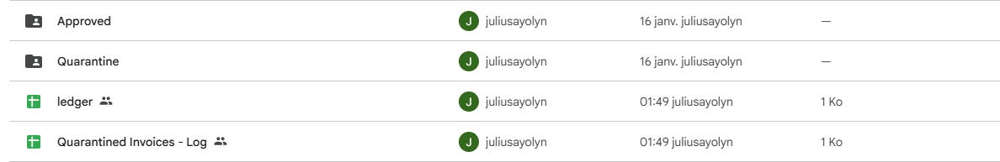 Approved J juliusayolyn 16 janv. juliusayolyn —
Quarantine J juliusayolyn 16 janv. juliusayolyn —
ledger J juliusayolyn 01:49 juliusayolyn 1 Ko
Quarantined Invoices - Log J juliusayolyn 01:49 juliusayolyn 1 Ko